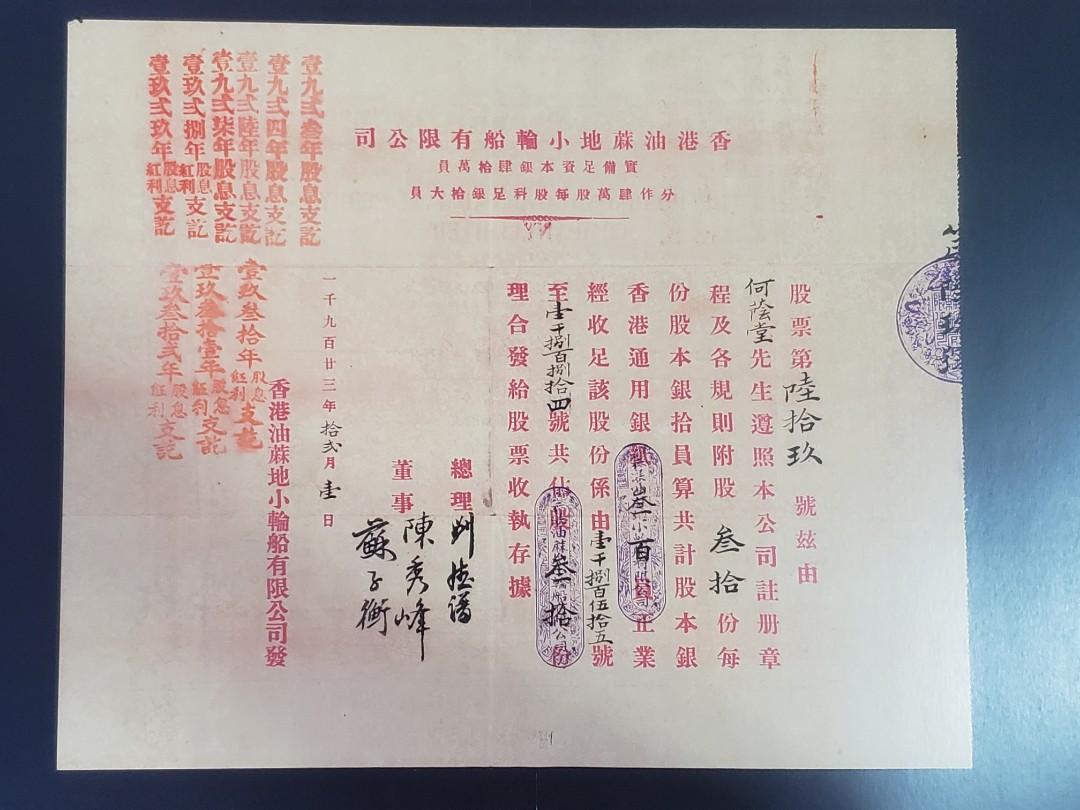 香港油蔴地小輪船有限公司
實備足資本銀肆拾萬員
分作肆萬股每股科足銀拾大員
股票第陸拾玖號茲由
何蔭堂先生遵照本公司註册章
程及各規則附股叁拾份每
份股本銀拾員算共計股本銀
香港通用銀紙叁百員正業
經收足該股份係由壹千捌百伍拾五號
至壹千捌百捌拾四號共佔叁拾份
理合發給股票收執存據
總理
董事 陳秀峰
蘇子衡
一千九百廿三年拾弍月壹日
香港油蔴地小輪船有限公司發
壹九弍叁年股息支訖
壹九弍四年股息支訖
壹九弍陸年股息支訖
壹九弍柒年股息支訖
壹玖弍捌年股息紅利支訖
壹玖弍玖年股息紅利支訖
壹玖叁拾年股息紅利支訖
壹玖叁拾壹年股息紅利支訖
壹玖叁拾弍年股息紅利支訖